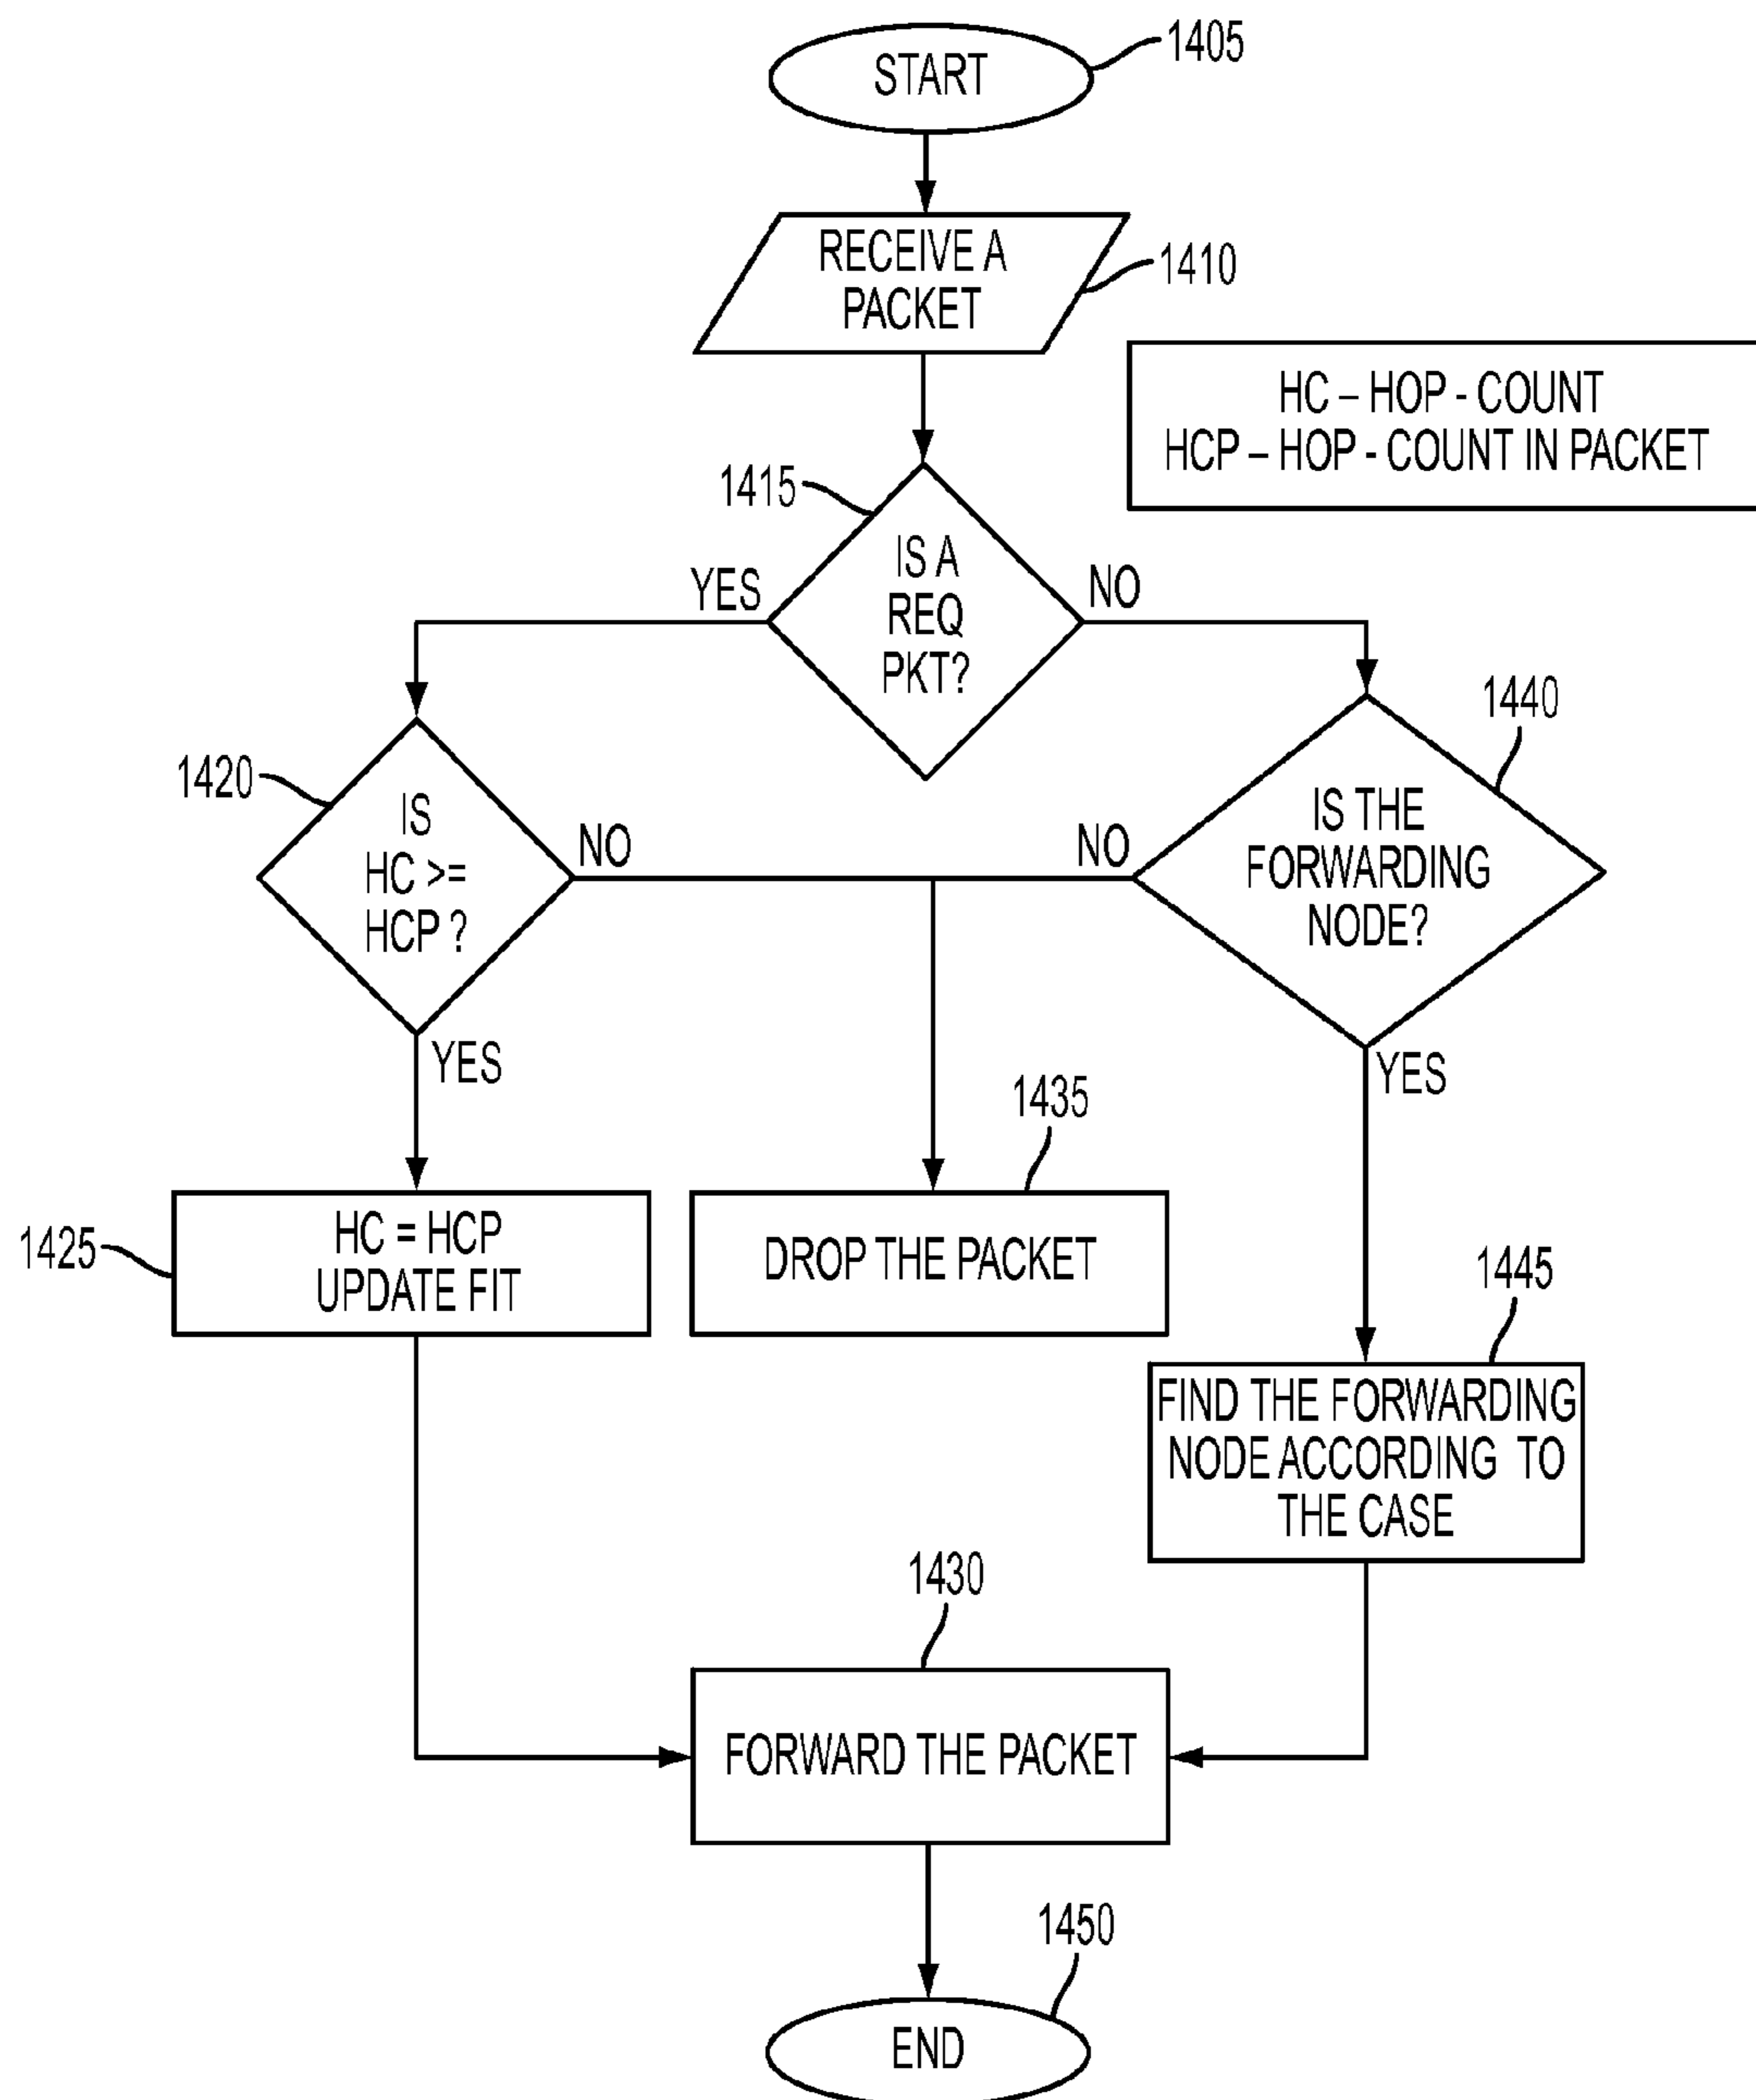 START
1405
RECEIVE A
PACKET
1410
HC – HOP - COUNT
HCP – HOP - COUNT IN PACKET
1415
IS A
REQ
PKT?
YES
NO
1420
IS
HC >=
HCP ?
NO
YES
1440
IS THE
FORWARDING
NODE?
NO
YES
1425
HC = HCP
UPDATE FIT
1435
DROP THE PACKET
1445
FIND THE FORWARDING
NODE ACCORDING TO
THE CASE
1430
FORWARD THE PACKET
1450
END